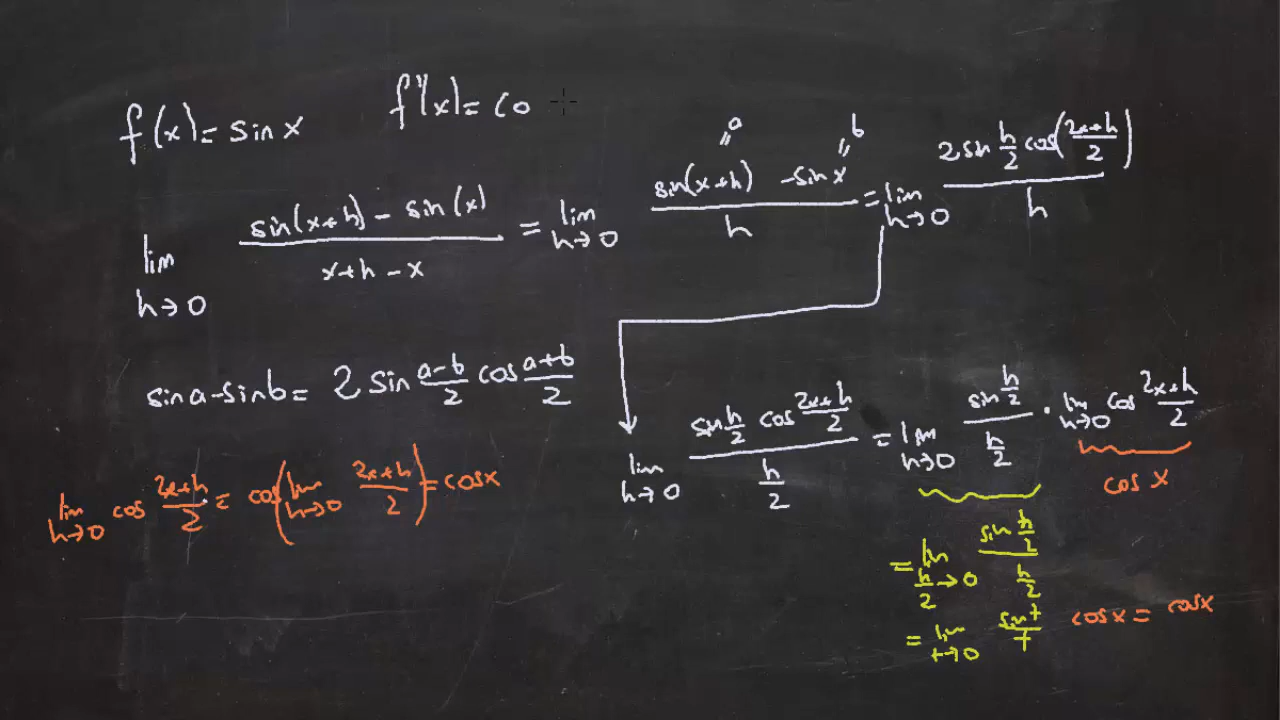 f(x) = sin x
f'(x) = co
lim h→0 (sin(x+h) - sin(x))/(x+h-x) = lim h→0 (sin(x+h) - sin x)/h = lim h→0 (2 sin h/2 cos((2x+h)/2))/h
= a
= b
sin a - sin b = 2 sin (a-b)/2 cos (a+b)/2
lim h→0 (sin h/2 cos (2x+h)/2)/(h/2) = lim h→0 (sin h/2)/(h/2) · lim h→0 cos (2x+h)/2
cos x
lim h→0 cos (2x+h)/2 = cos(lim h→0 (2x+h)/2) = cos x
= lim h/2→0 (sin h/2)/(h/2)
= lim t→0 sin t/t cos x = cos x